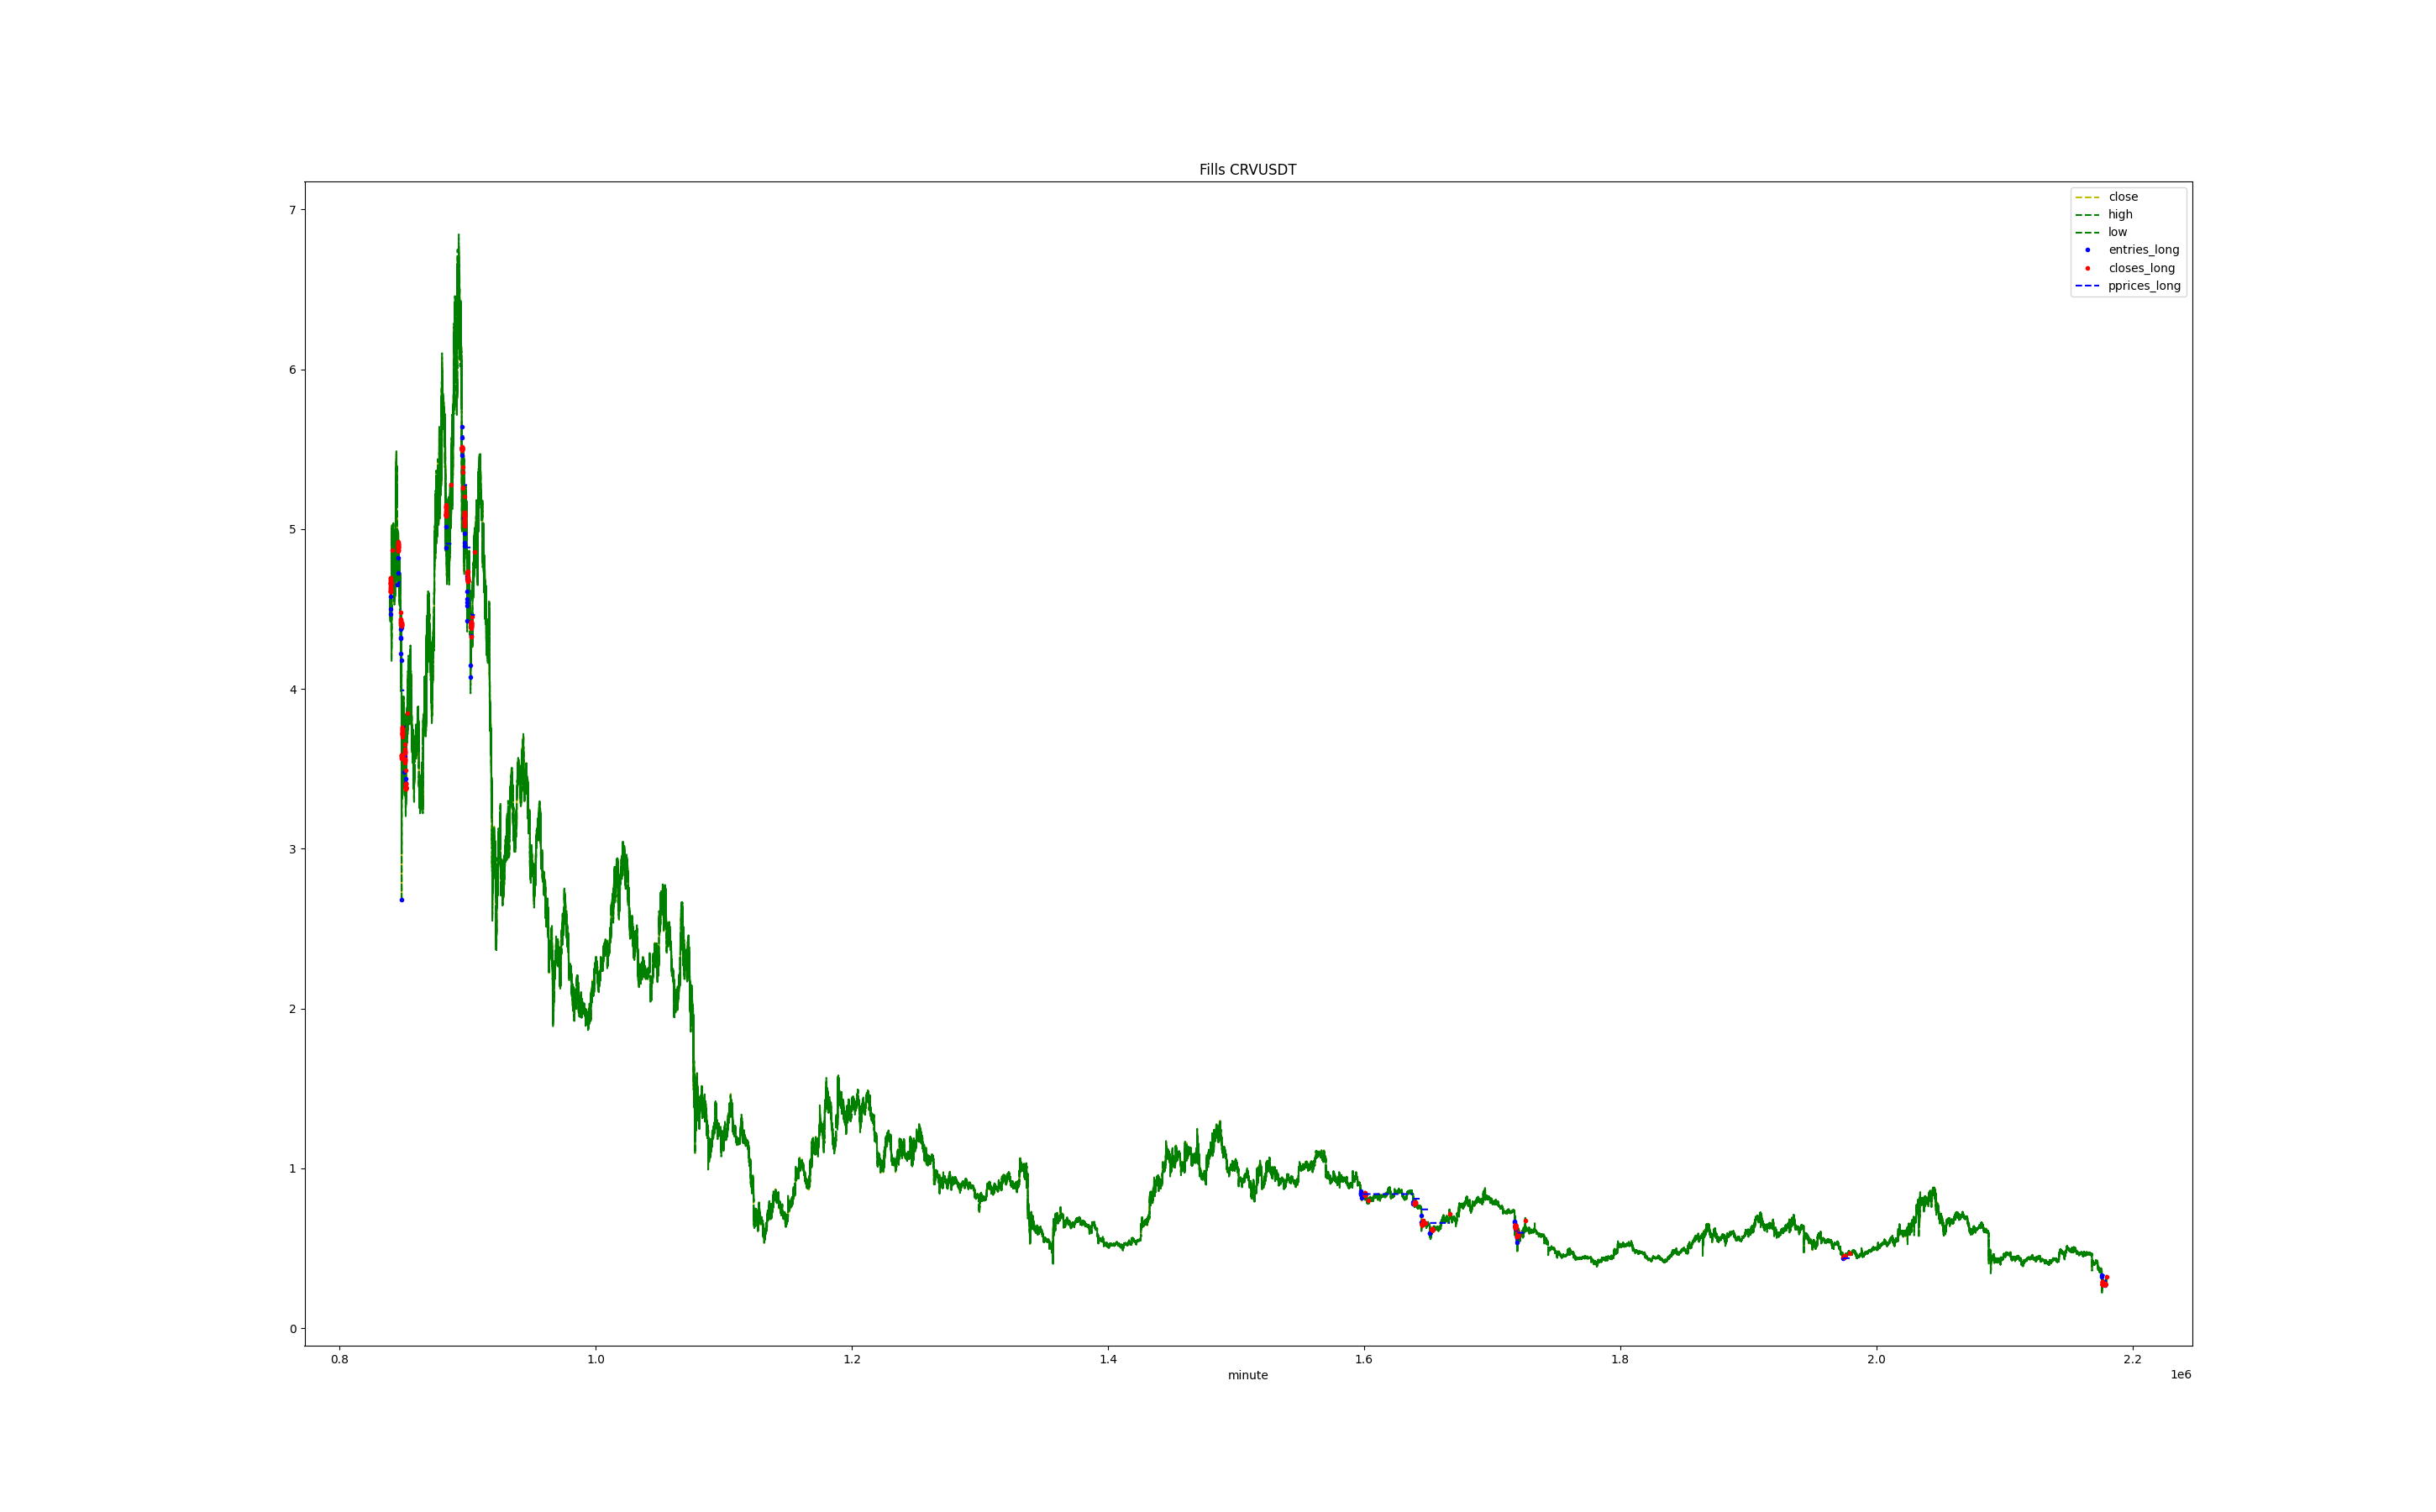 Fills CRVUSDT
close
high
low
entries_long
closes_long
pprices_long
7
6
5
4
3
2
1
0
0.8 1.0 1.2 1.4 1.6 1.8 2.0 2.2
minute
1e6